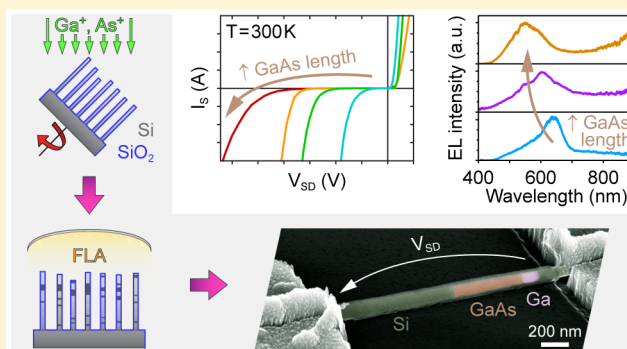 Ga⁺, As⁺
Si
SiO₂
FLA
T=300K
↑ GaAs length
I_S (A)
V_SD (V)
EL intensity (a.u.)
↑ GaAs
length
400 600 800
Wavelength (nm)
V_SD
Si
GaAs
Ga
200 nm